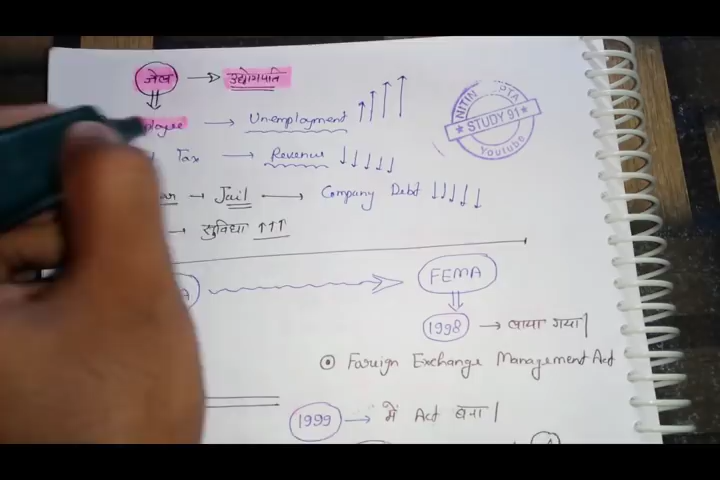 जेल → उद्योगपति
→ Unemployment ↑↑↑↑
Tax → Revenue ↓↓↓↓↓
→ Jail → Company Debt ↓↓↓↓↓
→ सुविधा ↑↑↑
FEMA
1998 → लाया गया|
Foreign Exchange Management Act
1999 → में Act बना|
NITIN GUPTA
STUDY 91
Youtube